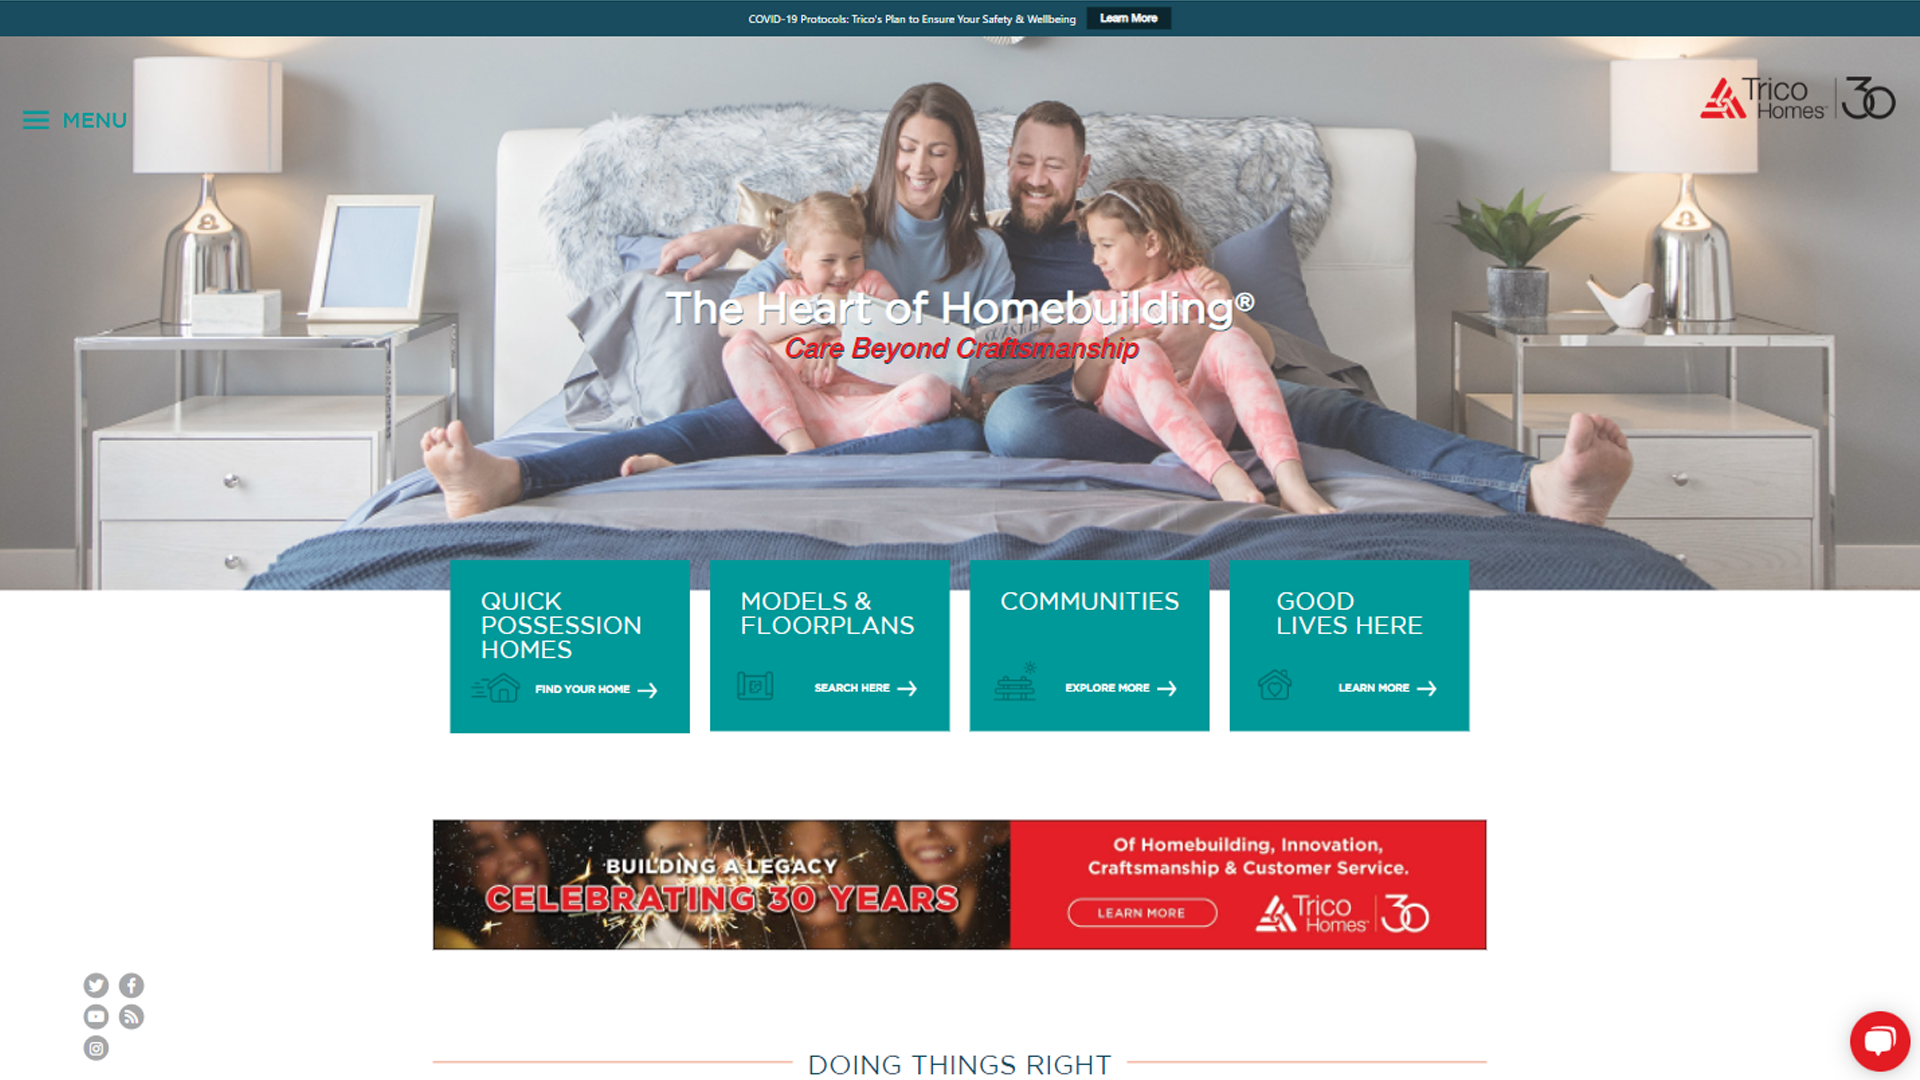 COVID-19 Protocols: Trico's Plan to Ensure Your Safety & Wellbeing Learn More
MENU
Trico
Homes™
30
The Heart of Homebuilding®
Care Beyond Craftsmanship
QUICK
POSSESSION
HOMES
FIND YOUR HOME
MODELS &
FLOORPLANS
SEARCH HERE
COMMUNITIES
EXPLORE MORE
GOOD
LIVES HERE
LEARN MORE
BUILDING A LEGACY
CELEBRATING 30 YEARS
Of Homebuilding, Innovation,
Craftsmanship & Customer Service.
LEARN MORE
Trico
Homes™
30
DOING THINGS RIGHT